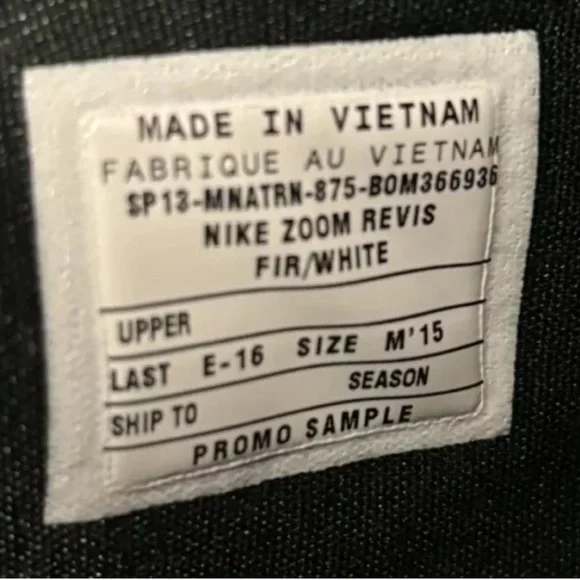 MADE IN VIETNAM
FABRIQUE AU VIETNAM
SP13-MNATRN-875-BOM366936
NIKE ZOOM REVIS
FIR/WHITE
UPPER
LAST E-16 SIZE M'15
SHIP TO SEASON
PROMO SAMPLE